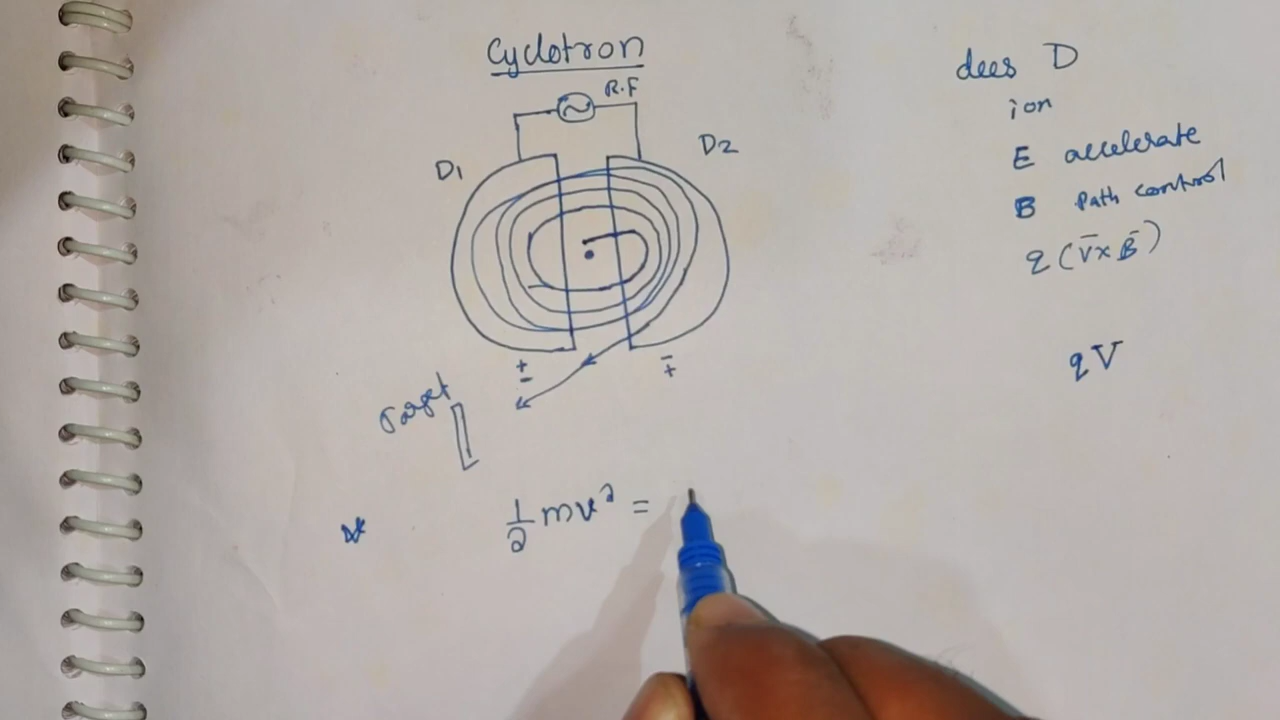 Cyclotron
R.F
D1
D2
+
-
-
+
Target
1/2 mv² =
dees D
ion
E accelerate
B Path control
q(v̄×B̄)
qV